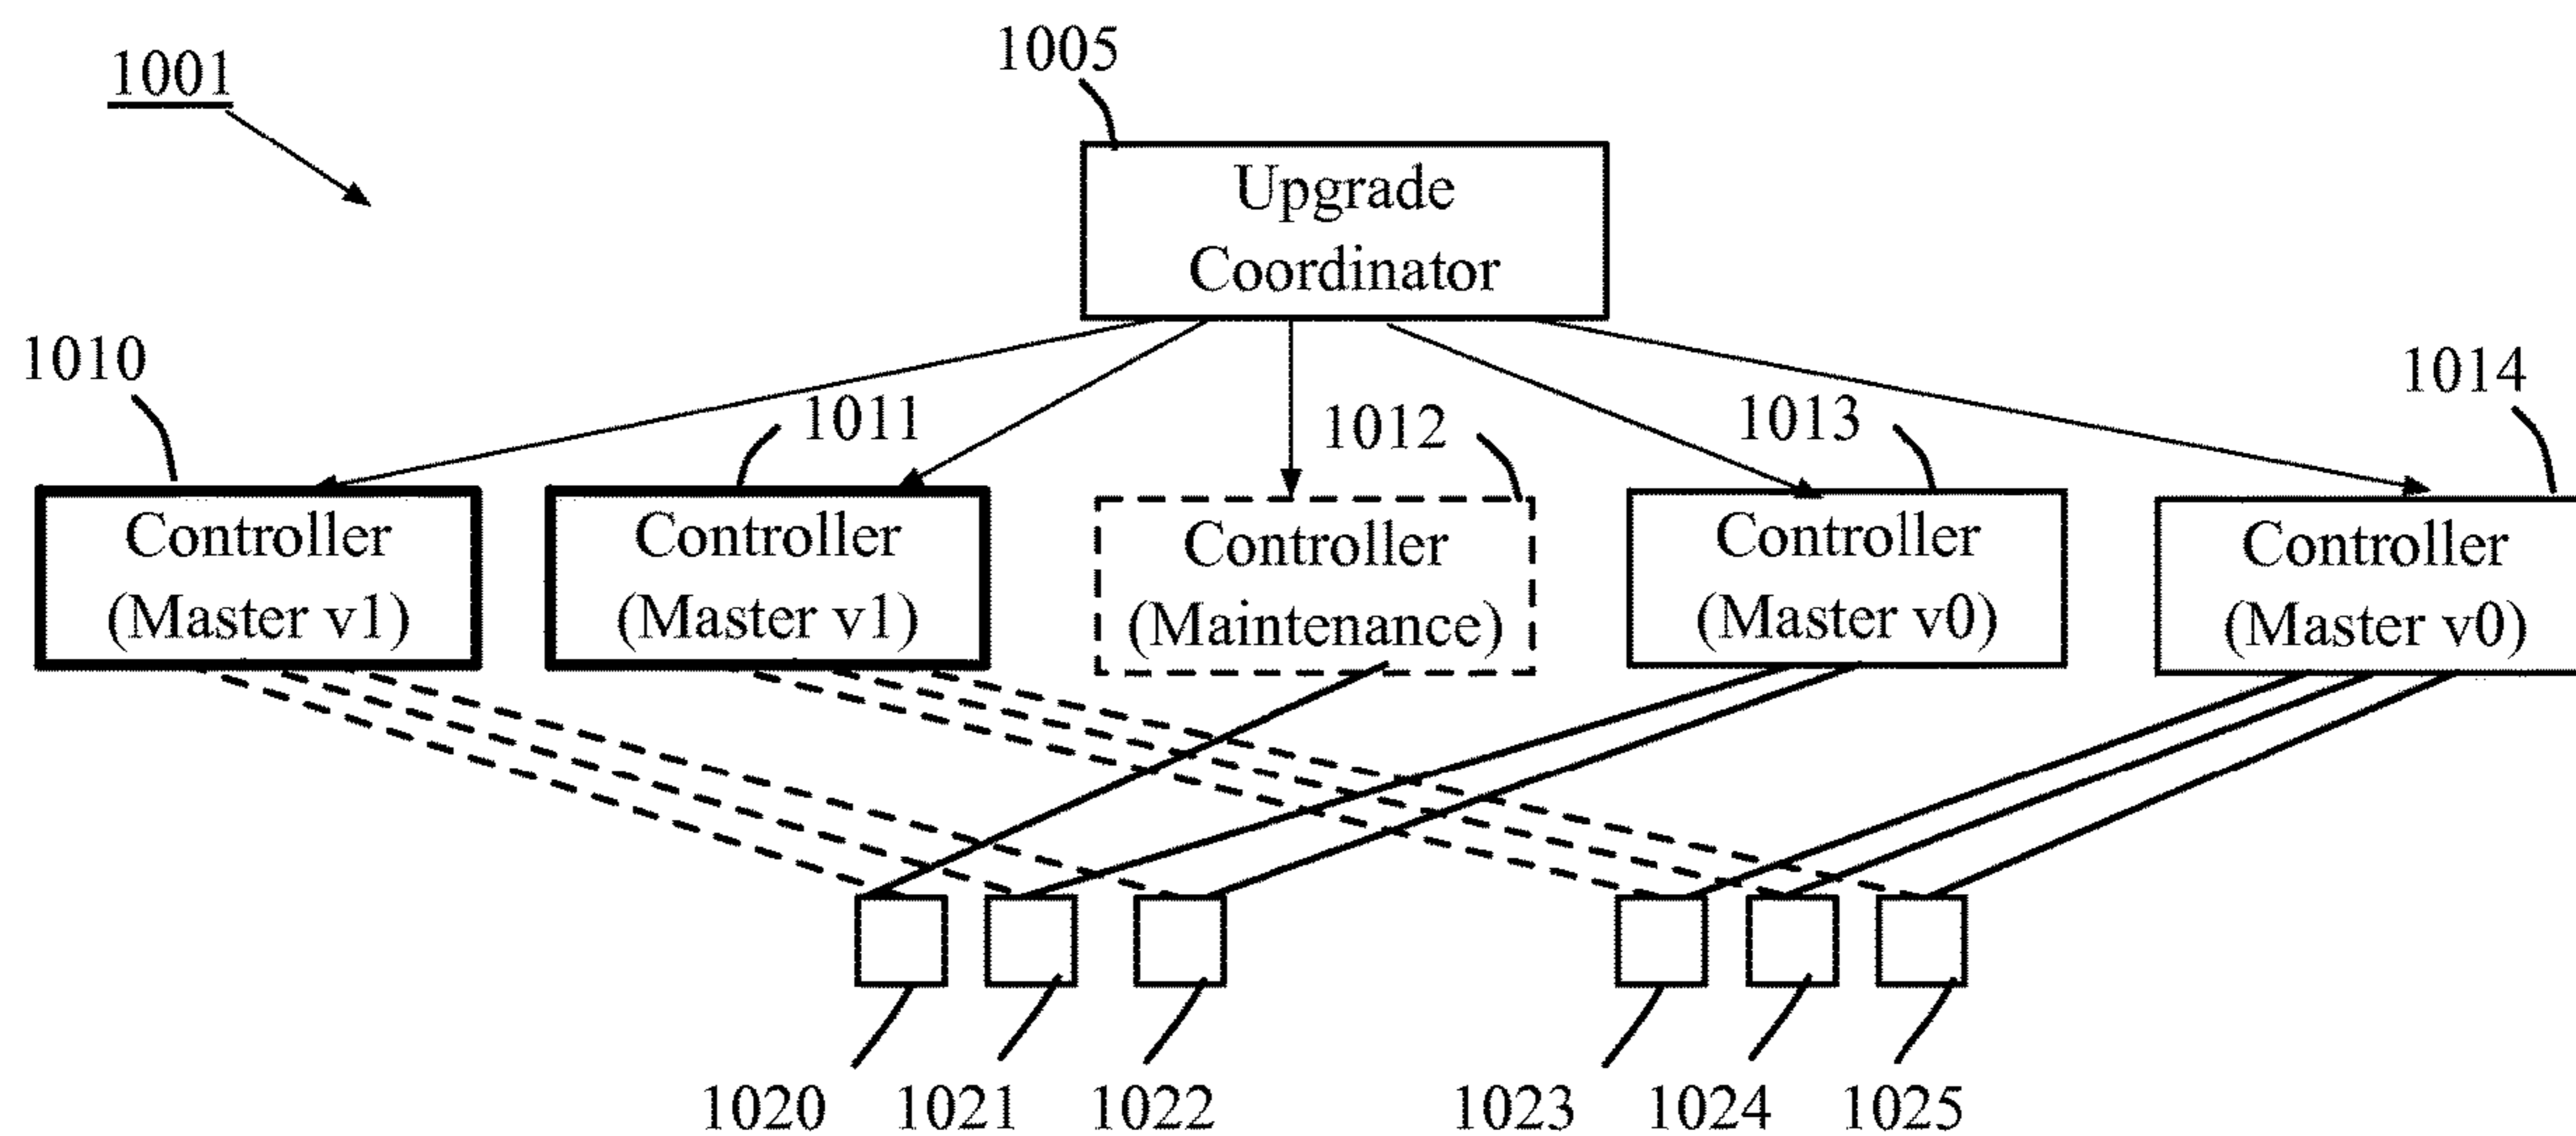 1001
1005
Upgrade
Coordinator
1010
1011
1012
1013
1014
Controller
(Master v1)
Controller
(Master v1)
Controller
(Maintenance)
Controller
(Master v0)
Controller
(Master v0)
1020
1021
1022
1023
1024
1025